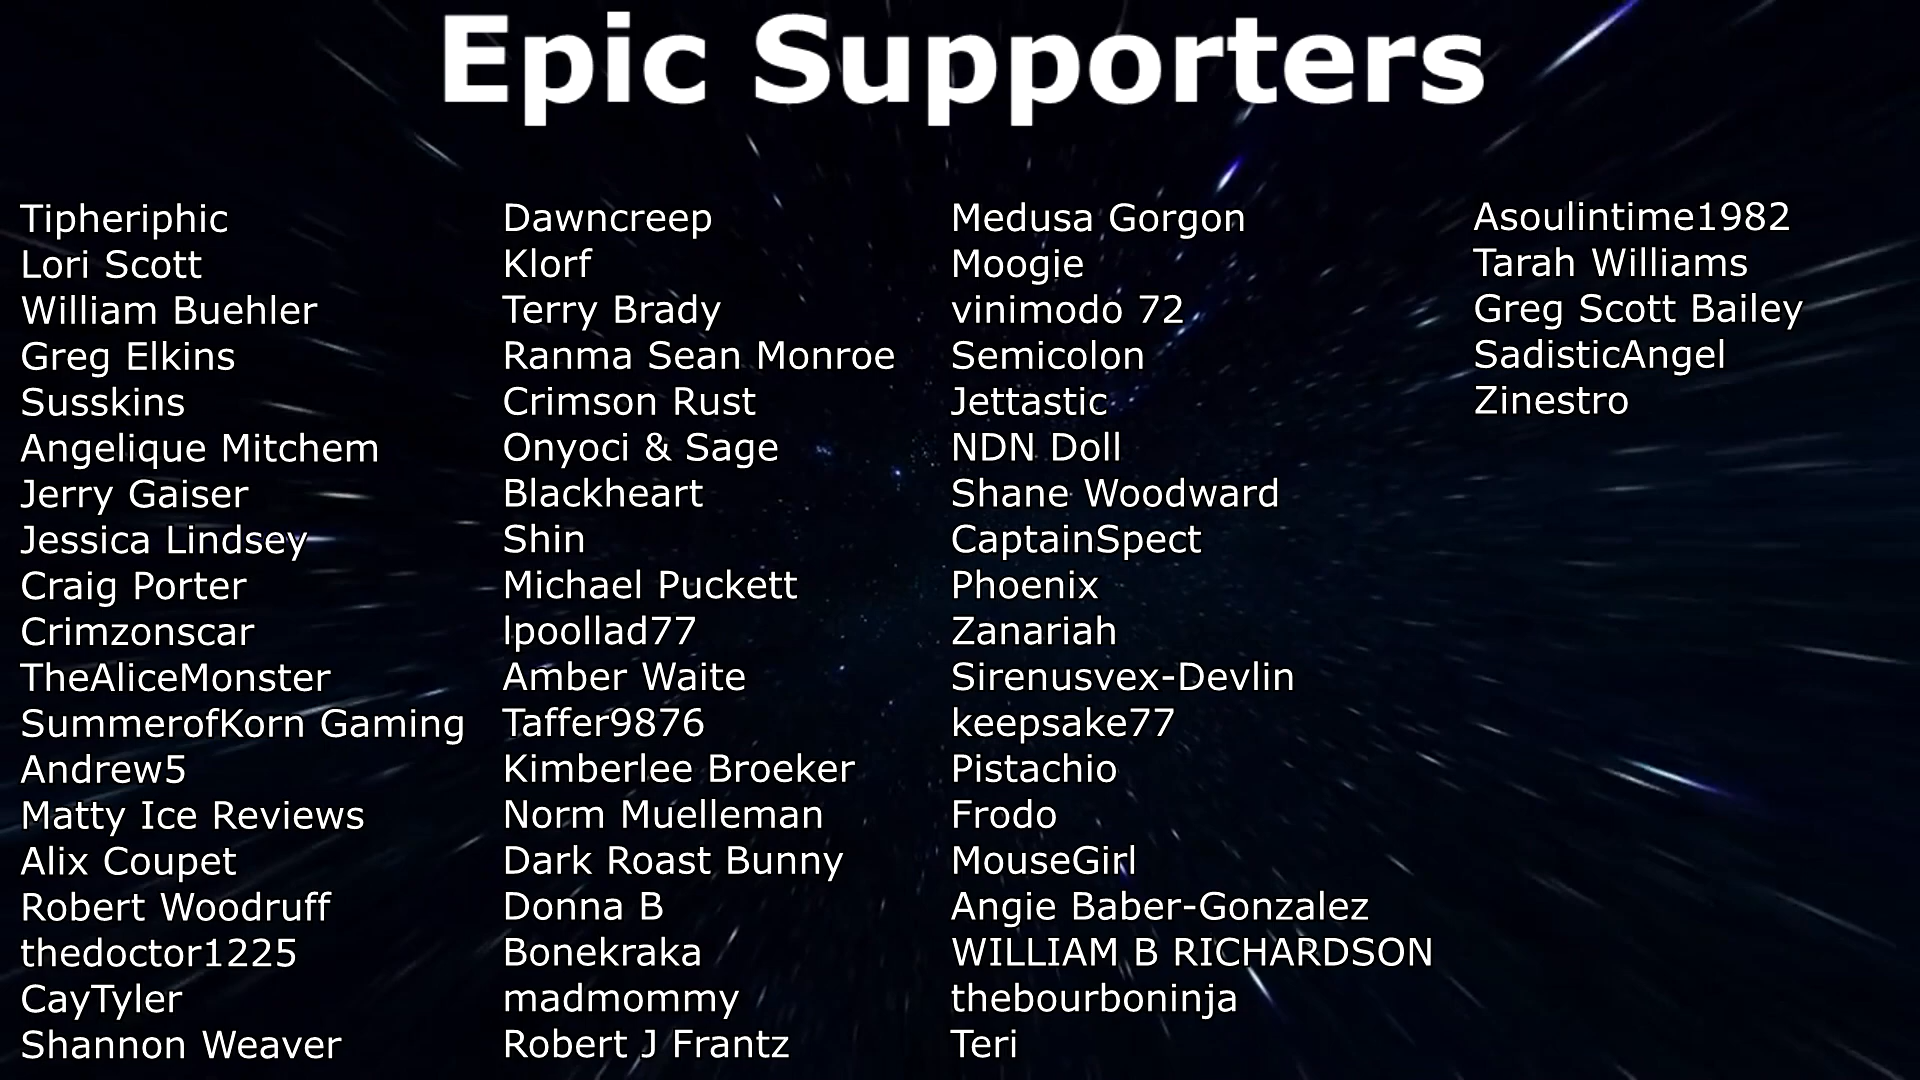 Epic Supporters
Tipheriphic
Lori Scott
William Buehler
Greg Elkins
Susskins
Angelique Mitchem
Jerry Gaiser
Jessica Lindsey
Craig Porter
Crimzonscar
TheAliceMonster
SummerofKorn Gaming
Andrew5
Matty Ice Reviews
Alix Coupet
Robert Woodruff
thedoctor1225
CayTyler
Shannon Weaver
Dawncreep
Klorf
Terry Brady
Ranma Sean Monroe
Crimson Rust
Onyoci & Sage
Blackheart
Shin
Michael Puckett
lpoollad77
Amber Waite
Taffer9876
Kimberlee Broeker
Norm Muelleman
Dark Roast Bunny
Donna B
Bonekraka
madmommy
Robert J Frantz
Medusa Gorgon
Moogie
vinimodo 72
Semicolon
Jettastic
NDN Doll
Shane Woodward
CaptainSpect
Phoenix
Zanariah
Sirenusvex-Devlin
keepsake77
Pistachio
Frodo
MouseGirl
Angie Baber-Gonzalez
WILLIAM B RICHARDSON
thebourboninja
Teri
Asoulintime1982
Tarah Williams
Greg Scott Bailey
SadisticAngel
Zinestro